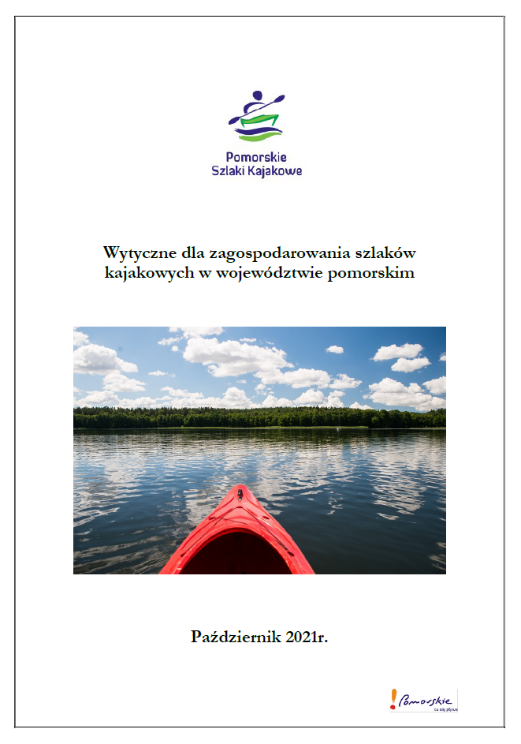 Pomorskie
Szlaki Kajakowe
Wytyczne dla zagospodarowania szlaków
kajakowych w województwie pomorskim
Październik 2021r.
Pomorskie